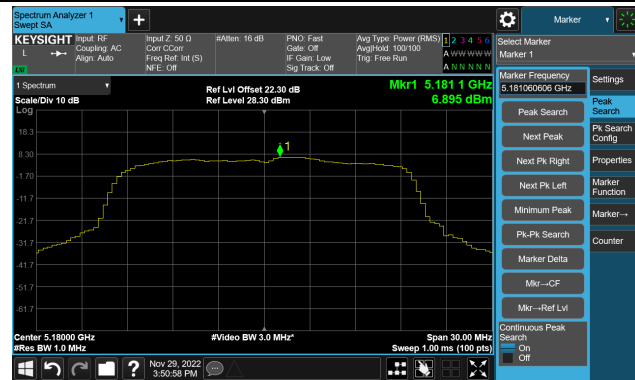 Spectrum Analyzer 1
Swept SA
Marker
KEYSIGHT Input: RF
Coupling: AC
Align: Auto
Input Z: 50 Ω
Corr CCorr
Freq Ref: Int (S)
NFE: Off
#Atten: 16 dB
PNO: Fast
Gate: Off
IF Gain: Low
Sig Track: Off
Avg Type: Power (RMS)
Avg|Hold: 100/100
Trig: Free Run
1 2 3 4 5 6
A W W W W W
A N N N N N
L
LXI
Select Marker
Marker 1
1 Spectrum
Scale/Div 10 dB
Log
Ref Lvl Offset 22.30 dB
Ref Level 28.30 dBm
Mkr1 5.181 1 GHz
6.895 dBm
18.3
8.30
-1.70
-11.7
-21.7
-31.7
-41.7
-51.7
-61.7
1
Center 5.18000 GHz
#Res BW 1.0 MHz
#Video BW 3.0 MHz*
Span 30.00 MHz
Sweep 1.00 ms (100 pts)
Marker Frequency
5.181060606 GHz
Peak Search
Next Peak
Next Pk Right
Next Pk Left
Minimum Peak
Pk-Pk Search
Marker Delta
Mkr→CF
Mkr→Ref Lvl
Continuous Peak
Search
On
Off
Settings
Peak
Search
Pk Search
Config
Properties
Marker
Function
Marker→
Counter
Nov 29, 2022
3:50:58 PM